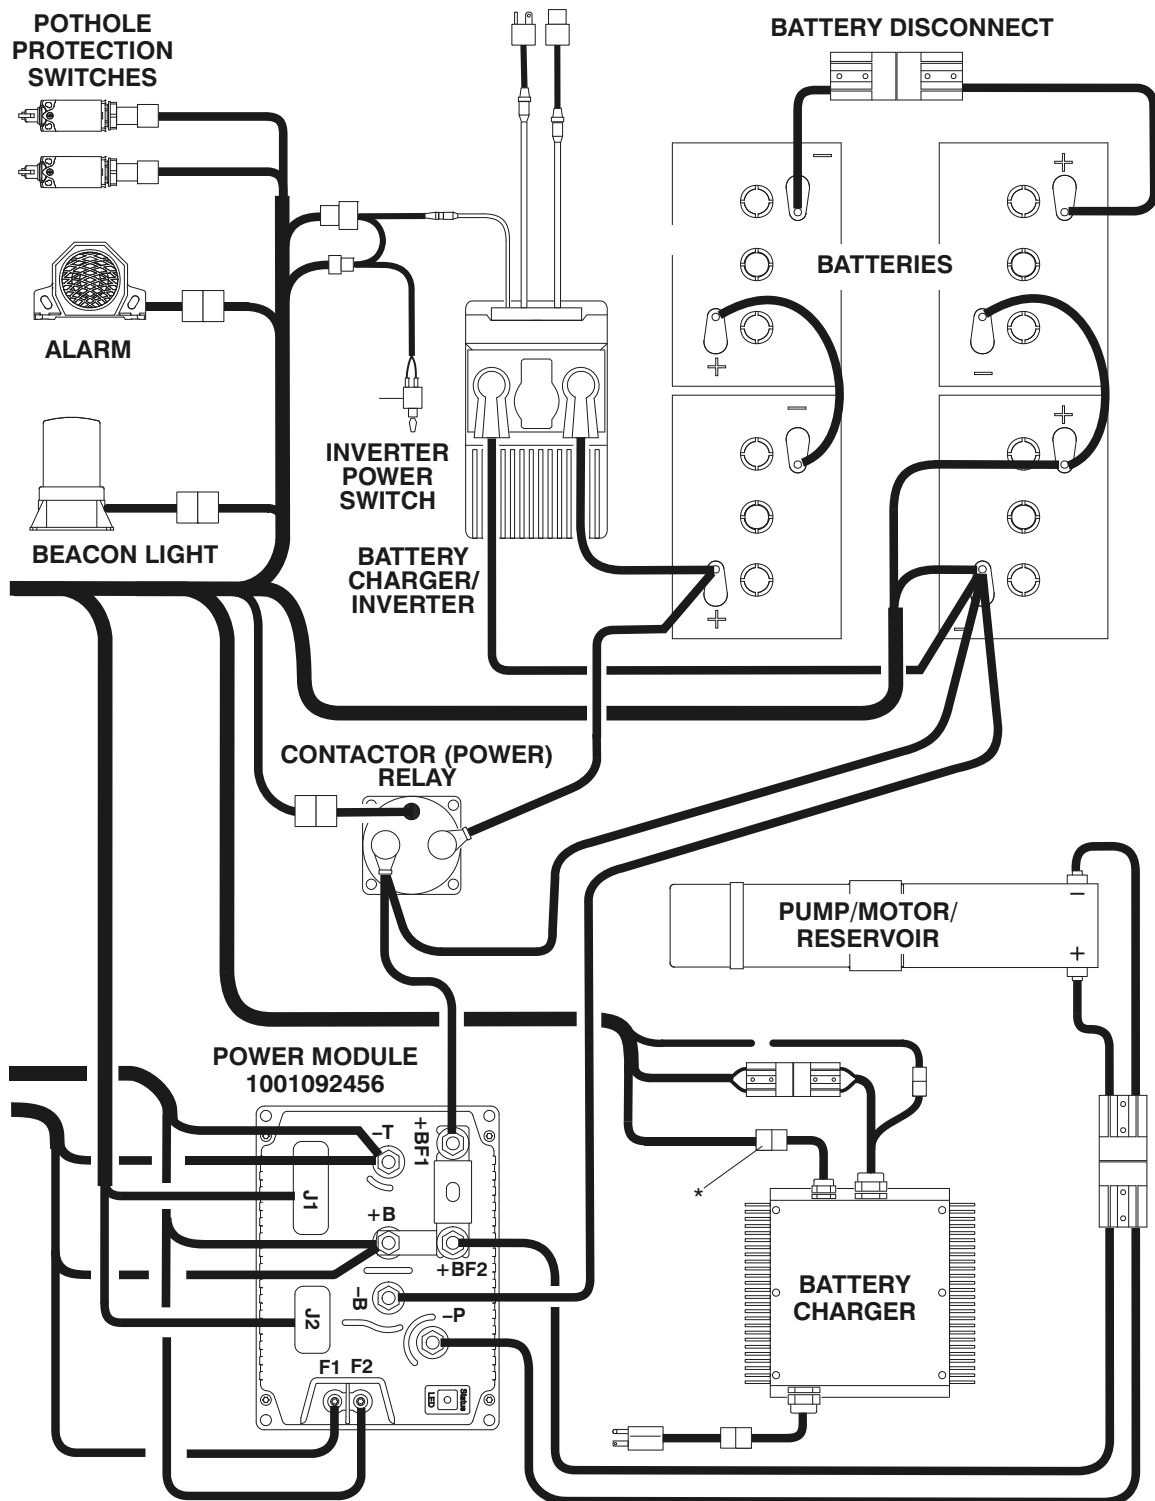 POTHOLE
PROTECTION
SWITCHES
BATTERY DISCONNECT
−
+
BATTERIES
ALARM
+
−
−
+
INVERTER
POWER
SWITCH
BEACON LIGHT
BATTERY
CHARGER/
INVERTER
+
−
CONTACTOR (POWER)
RELAY
PUMP/MOTOR/
RESERVOIR
−
+
POWER MODULE
1001092456
−T
+BF1
J1
*
+B
+BF2
−B
J2
−P
BATTERY
CHARGER
F1 F2
Status
LED